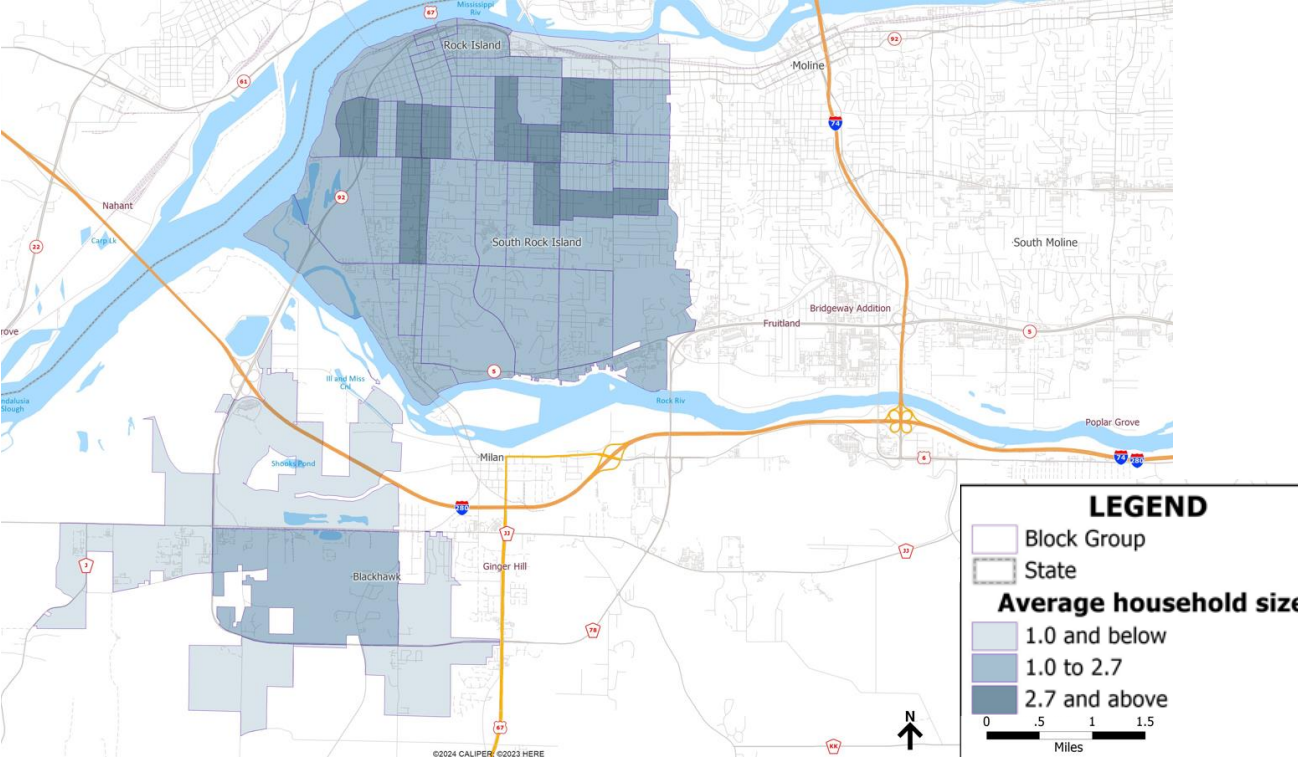 Mississippi
Riv
67
Rock Island
92
Moline
61
74
92
Nahant
Carp Lk
22
South Rock Island
South Moline
Bridgeway Addition
rove
Fruitland
5
5
Ill and Miss
Cnl
Rock Riv
ndalusia
Slough
Poplar Grove
Shooks Pond
Milan
6
74
280
280
JJ
JJ
J
Ginger Hill
Blackhawk
78
67
KK
©2024 CALIPER; ©2023 HERE
N
LEGEND
Block Group
State
Average household size
1.0 and below
1.0 to 2.7
2.7 and above
0 .5 1 1.5
Miles